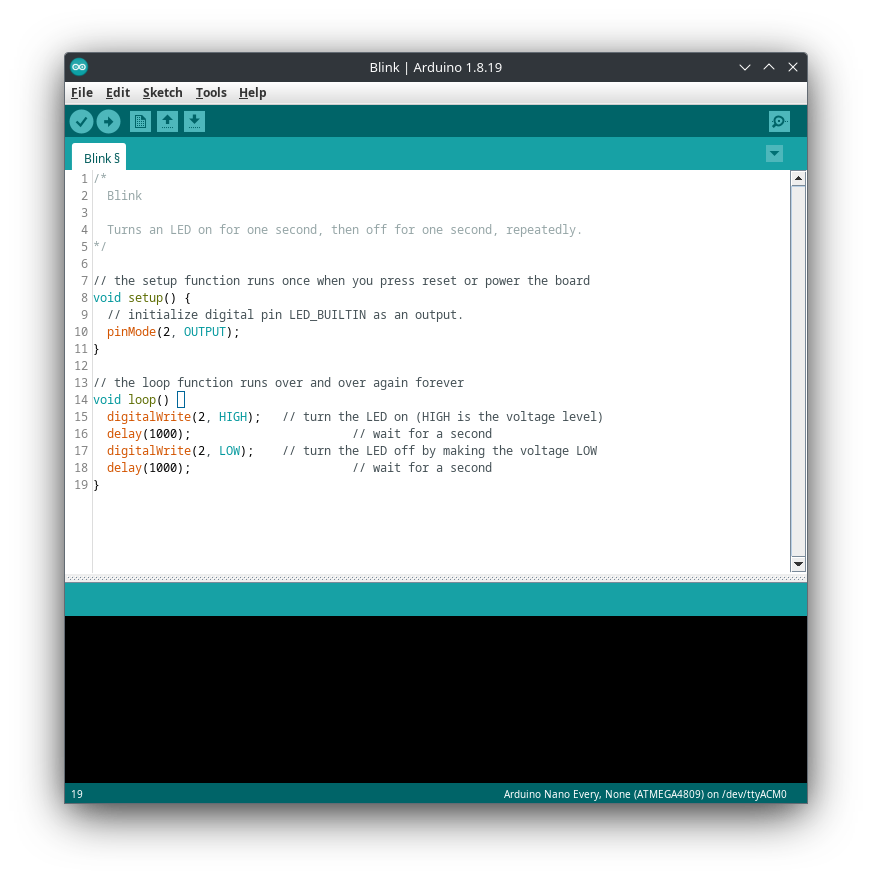 Blink | Arduino 1.8.19
File Edit Sketch Tools Help
Blink §
1 /*
2   Blink
3
4   Turns an LED on for one second, then off for one second, repeatedly.
5 */
6
7 // the setup function runs once when you press reset or power the board
8 void setup() {
9   // initialize digital pin LED_BUILTIN as an output.
10   pinMode(2, OUTPUT);
11 }
12
13 // the loop function runs over and over again forever
14 void loop()
15   digitalWrite(2, HIGH);   // turn the LED on (HIGH is the voltage level)
16   delay(1000);                       // wait for a second
17   digitalWrite(2, LOW);    // turn the LED off by making the voltage LOW
18   delay(1000);                       // wait for a second
19 }
19
Arduino Nano Every, None (ATMEGA4809) on /dev/ttyACM0